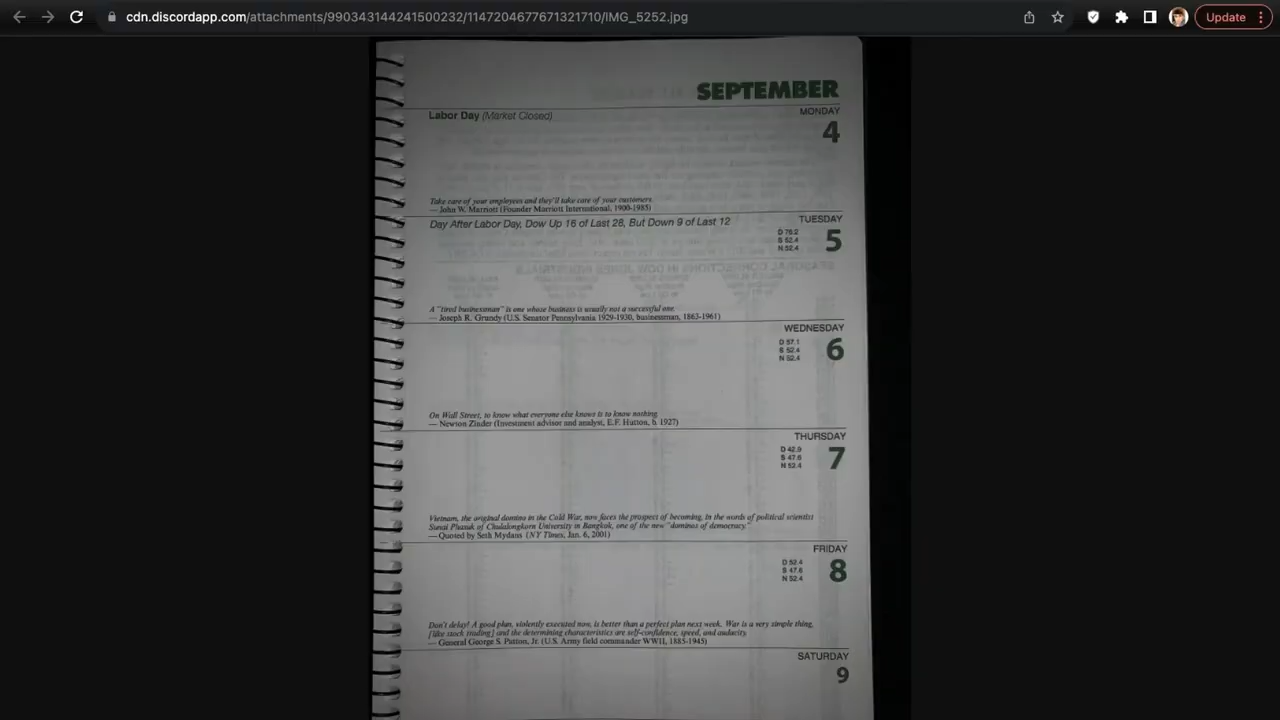 cdn.discordapp.com/attachments/990343144241500232/1147204677671321710/IMG_5252.jpg
Update
SEPTEMBER
MONDAY
4
Labor Day (Market Closed)
Take care of your employees and they'll take care of your customers.
— John W. Marriott (Founder Marriott International, 1900-1985)
TUESDAY
5
Day After Labor Day, Dow Up 16 of Last 28, But Down 9 of Last 12
D 76.2
S 52.4
N 52.4
A "tired businessman" is one whose business is usually not a successful one.
— Joseph R. Grundy (U.S. Senator Pennsylvania 1929-1930, businessman, 1863-1961)
WEDNESDAY
6
D 57.1
S 52.4
N 52.4
On Wall Street, to know what everyone else knows is to know nothing.
— Newton Zinder (Investment advisor and analyst, E.F. Hutton, b. 1927)
THURSDAY
7
D 42.9
S 47.6
N 52.4
Vietnam, the original domino in the Cold War, now faces the prospect of becoming, in the words of political scientist
Sunai Phasuk of Chulalongkorn University in Bangkok, one of the new "dominos of democracy."
— Quoted by Seth Mydans (NY Times, Jan. 6, 2001)
FRIDAY
8
D 52.4
S 47.6
N 52.4
Don't delay! A good plan, violently executed now, is better than a perfect plan next week. War is a very simple thing,
[like stock trading] and the determining characteristics are self-confidence, speed, and audacity.
— General George S. Patton, Jr. (U.S. Army field commander WWII, 1885-1945)
SATURDAY
9